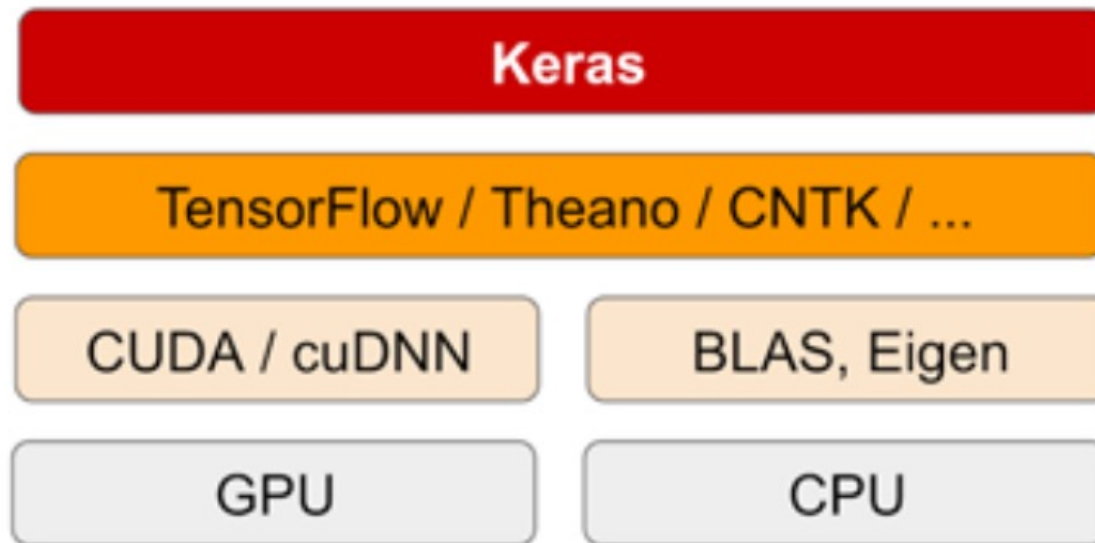 Keras
TensorFlow / Theano / CNTK / ...
CUDA / cuDNN
BLAS, Eigen
GPU
CPU